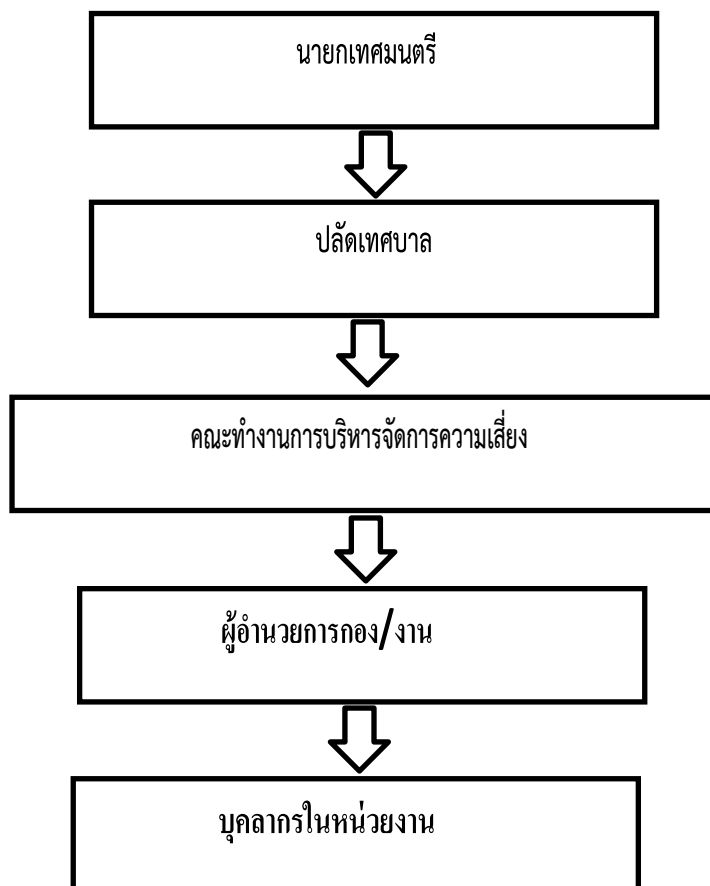 นายกเทศมนตรี
ปลัดเทศบาล
คณะทำงานการบริหารจัดการความเสี่ยง
ผู้อำนวยการกอง/งาน
บุคลากรในหน่วยงาน